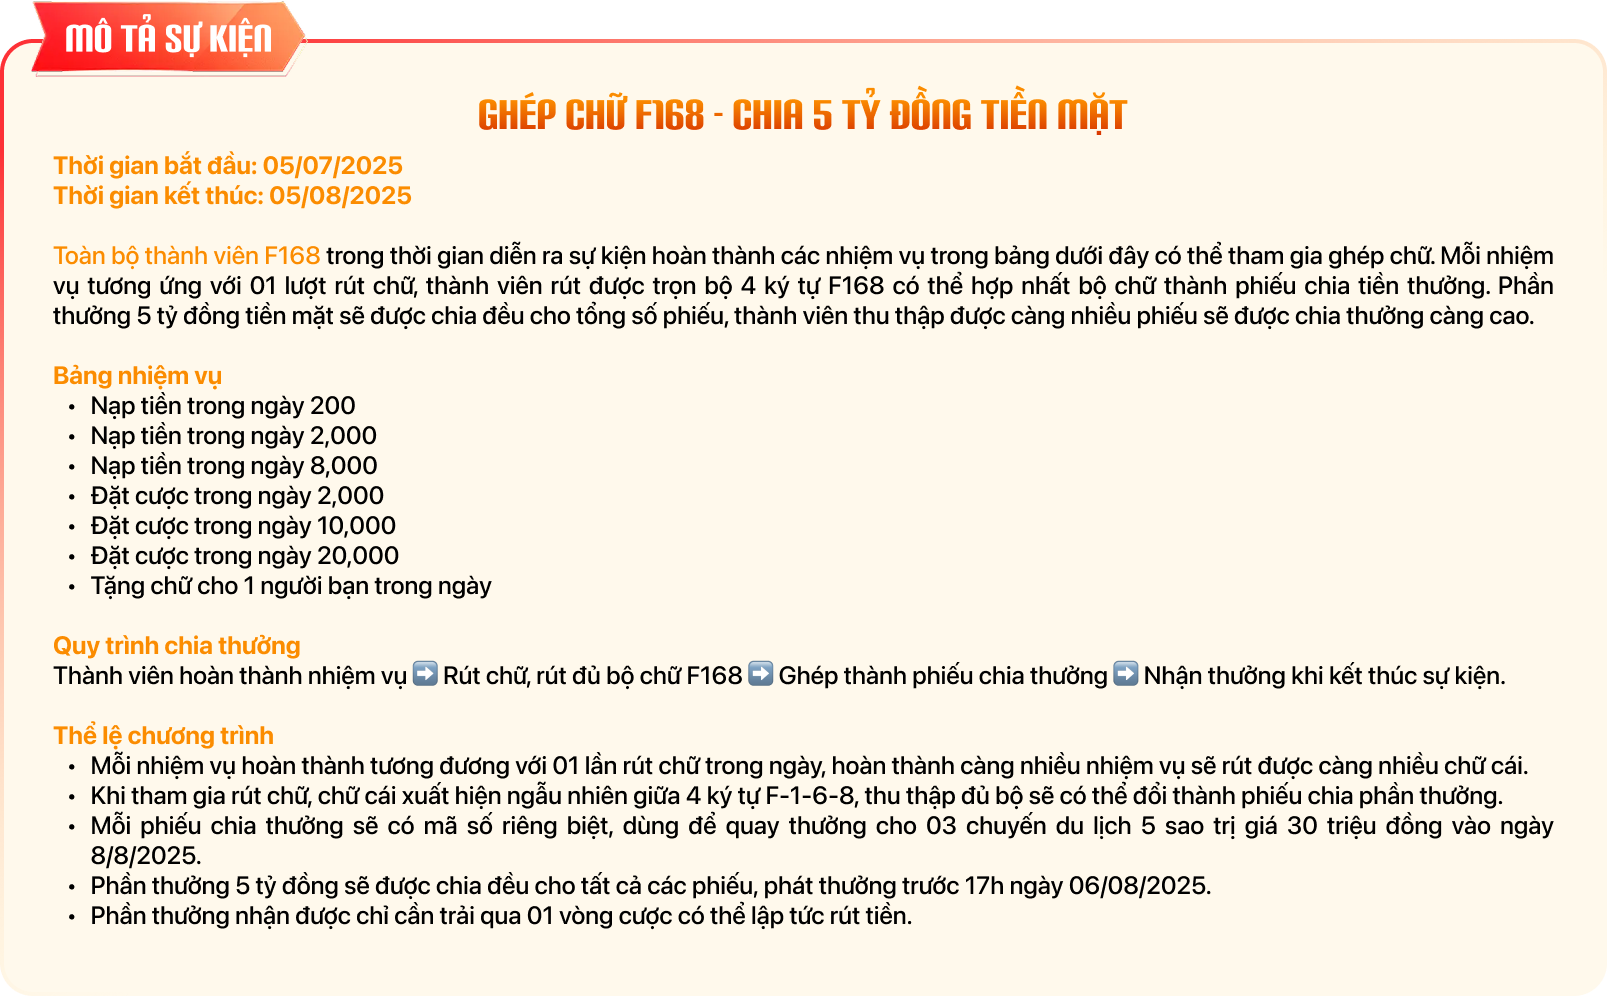 MÔ TẢ SỰ KIỆN
GHÉP CHỮ F168 - CHIA 5 TỶ ĐỒNG TIỀN MẶT
Thời gian bắt đầu: 05/07/2025
Thời gian kết thúc: 05/08/2025
Toàn bộ thành viên F168 trong thời gian diễn ra sự kiện hoàn thành các nhiệm vụ trong bảng dưới đây có thể tham gia ghép chữ. Mỗi nhiệm
vụ tương ứng với 01 lượt rút chữ, thành viên rút được trọn bộ 4 ký tự F168 có thể hợp nhất bộ chữ thành phiếu chia tiền thưởng. Phần
thưởng 5 tỷ đồng tiền mặt sẽ được chia đều cho tổng số phiếu, thành viên thu thập được càng nhiều phiếu sẽ được chia thưởng càng cao.
Bảng nhiệm vụ
• Nạp tiền trong ngày 200
• Nạp tiền trong ngày 2,000
• Nạp tiền trong ngày 8,000
• Đặt cược trong ngày 2,000
• Đặt cược trong ngày 10,000
• Đặt cược trong ngày 20,000
• Tặng chữ cho 1 người bạn trong ngày
Quy trình chia thưởng
Thành viên hoàn thành nhiệm vụ ➡️ Rút chữ, rút đủ bộ chữ F168 ➡️ Ghép thành phiếu chia thưởng ➡️ Nhận thưởng khi kết thúc sự kiện.
Thể lệ chương trình
• Mỗi nhiệm vụ hoàn thành tương đương với 01 lần rút chữ trong ngày, hoàn thành càng nhiều nhiệm vụ sẽ rút được càng nhiều chữ cái.
• Khi tham gia rút chữ, chữ cái xuất hiện ngẫu nhiên giữa 4 ký tự F-1-6-8, thu thập đủ bộ sẽ có thể đổi thành phiếu chia phần thưởng.
• Mỗi phiếu chia thưởng sẽ có mã số riêng biệt, dùng để quay thưởng cho 03 chuyến du lịch 5 sao trị giá 30 triệu đồng vào ngày
8/8/2025.
• Phần thưởng 5 tỷ đồng sẽ được chia đều cho tất cả các phiếu, phát thưởng trước 17h ngày 06/08/2025.
• Phần thưởng nhận được chỉ cần trải qua 01 vòng cược có thể lập tức rút tiền.